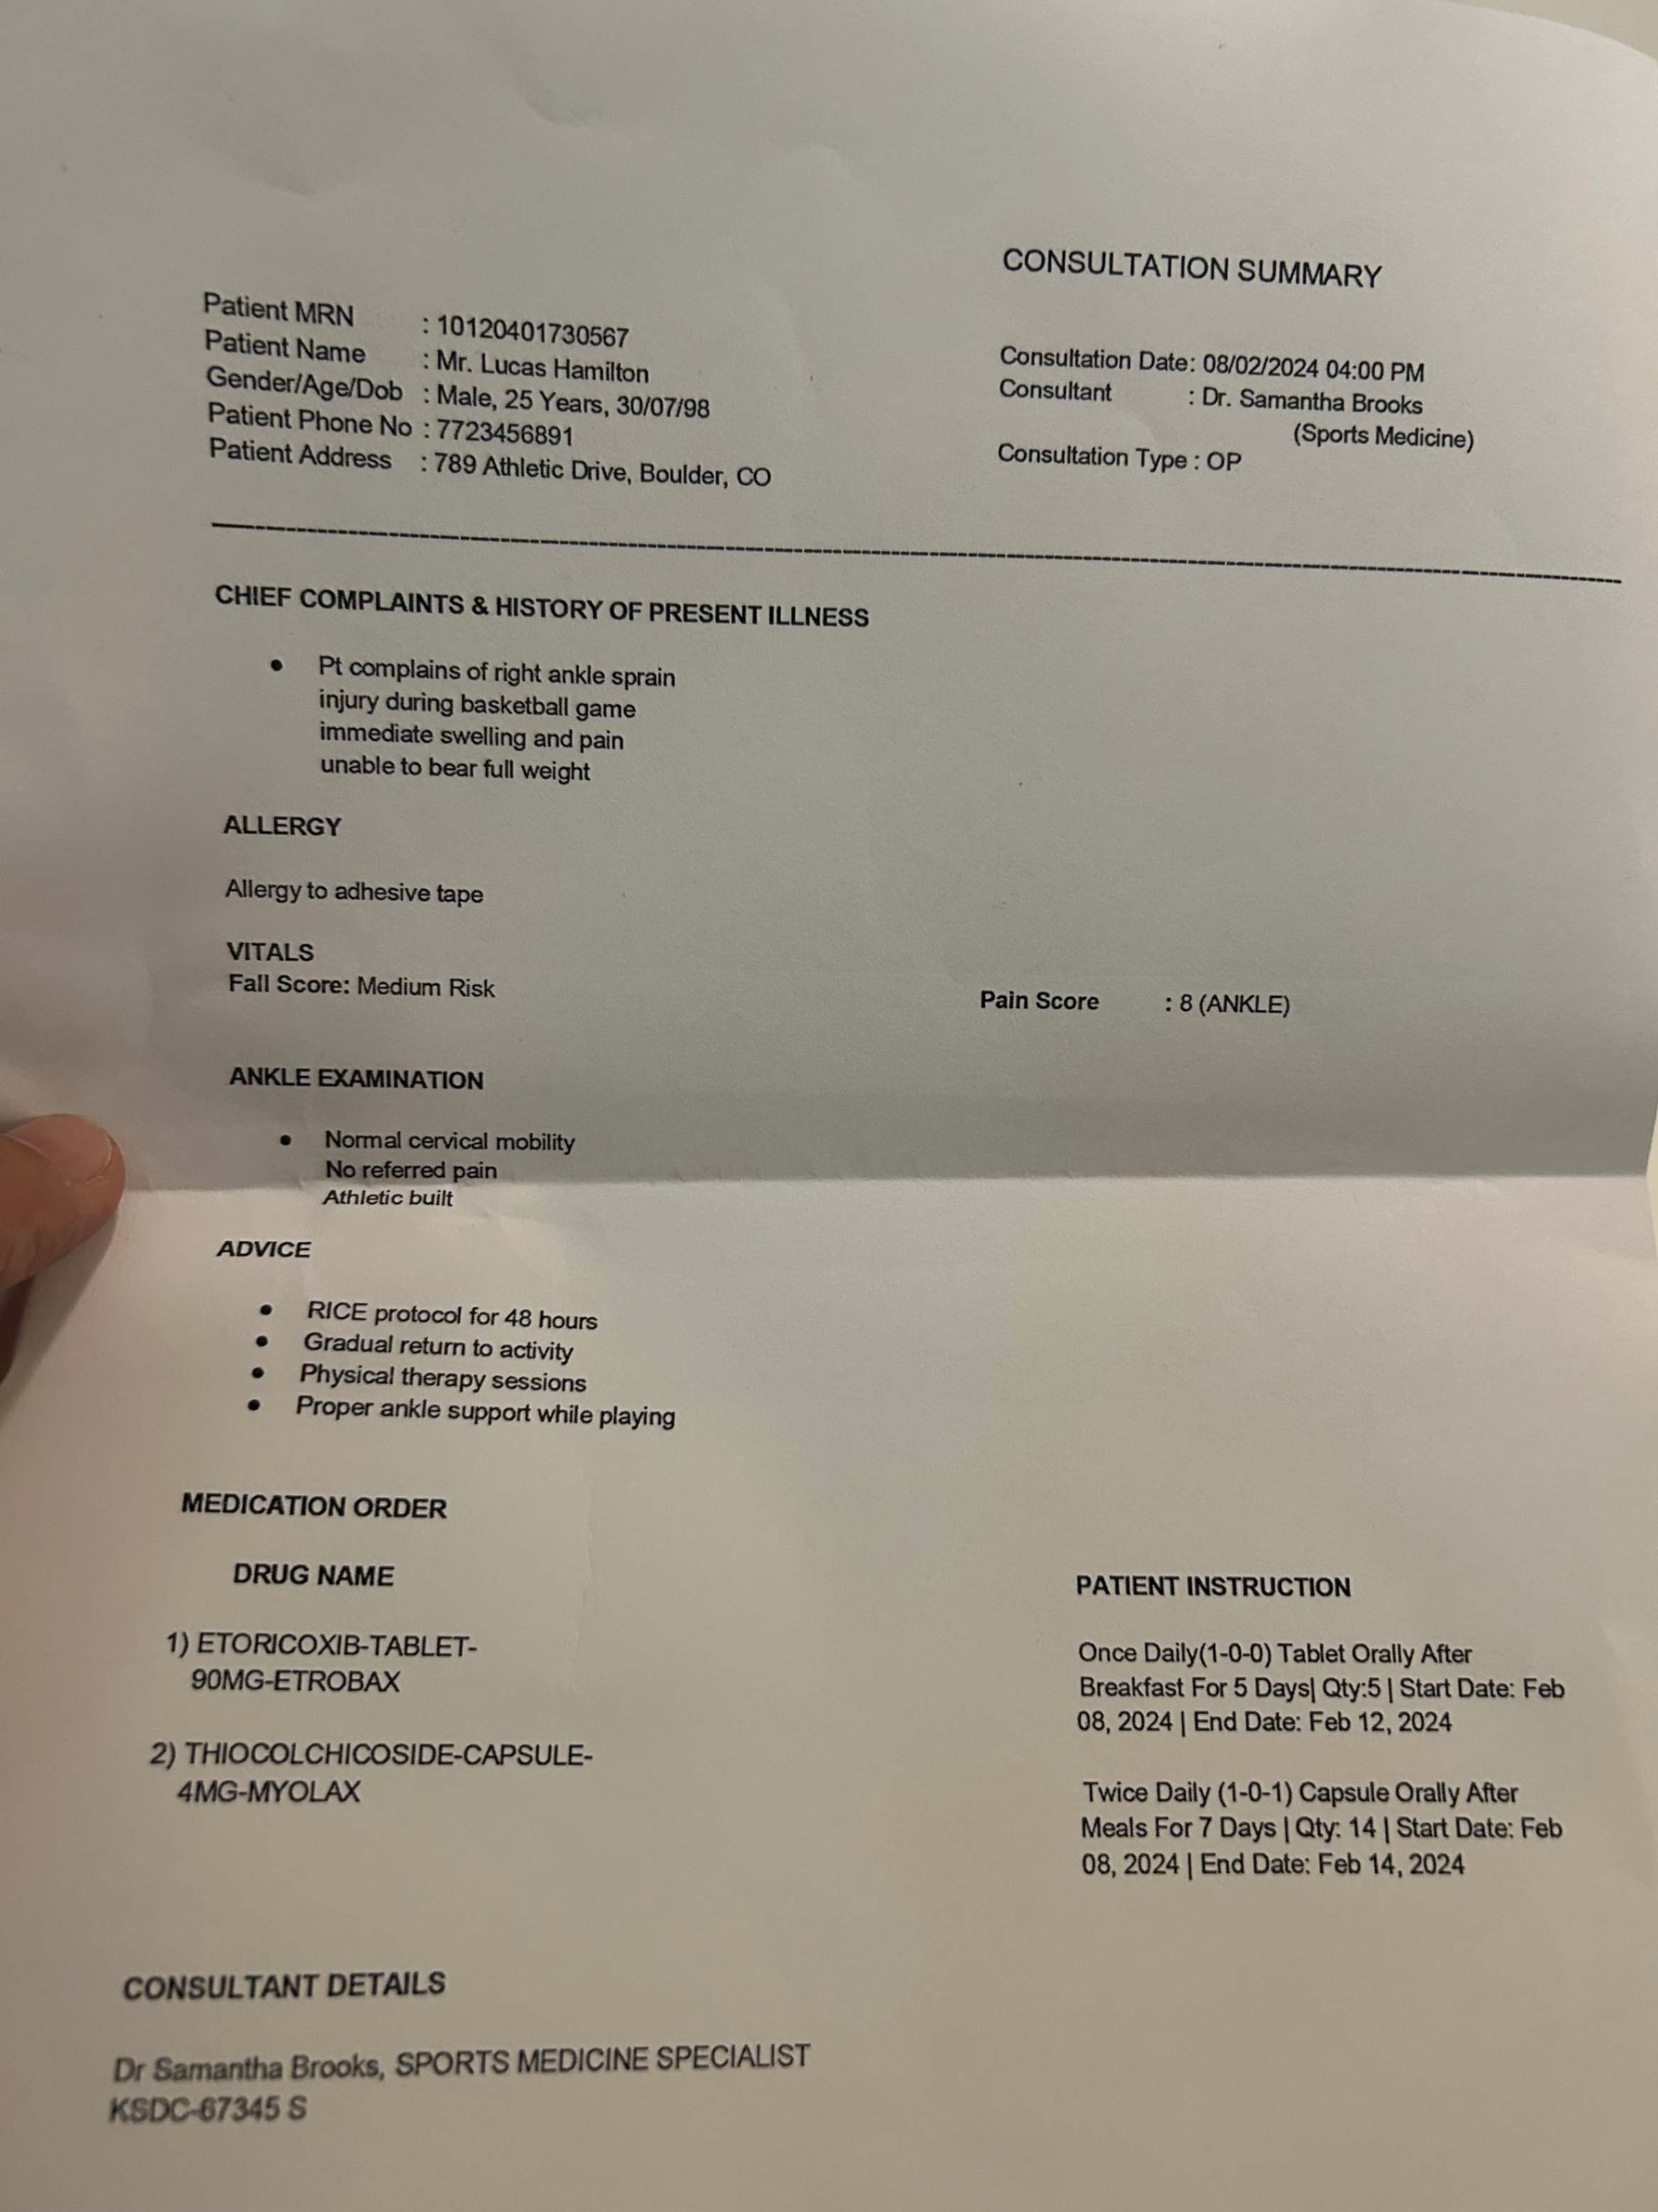 CONSULTATION SUMMARY
Patient MRN : 10120401730567
Patient Name : Mr. Lucas Hamilton
Gender/Age/Dob : Male, 25 Years, 30/07/98
Patient Phone No : 7723456891
Patient Address : 789 Athletic Drive, Boulder, CO
Consultation Date: 08/02/2024 04:00 PM
Consultant : Dr. Samantha Brooks
(Sports Medicine)
Consultation Type : OP
CHIEF COMPLAINTS & HISTORY OF PRESENT ILLNESS
• Pt complains of right ankle sprain
injury during basketball game
immediate swelling and pain
unable to bear full weight
ALLERGY
Allergy to adhesive tape
VITALS
Fall Score: Medium Risk
Pain Score : 8 (ANKLE)
ANKLE EXAMINATION
• Normal cervical mobility
No referred pain
Athletic built
ADVICE
• RICE protocol for 48 hours
• Gradual return to activity
• Physical therapy sessions
• Proper ankle support while playing
MEDICATION ORDER
DRUG NAME
PATIENT INSTRUCTION
1) ETORICOXIB-TABLET-
90MG-ETROBAX
Once Daily(1-0-0) Tablet Orally After
Breakfast For 5 Days| Qty:5 | Start Date: Feb
08, 2024 | End Date: Feb 12, 2024
2) THIOCOLCHICOSIDE-CAPSULE-
4MG-MYOLAX
Twice Daily (1-0-1) Capsule Orally After
Meals For 7 Days | Qty: 14 | Start Date: Feb
08, 2024 | End Date: Feb 14, 2024
CONSULTANT DETAILS
Dr Samantha Brooks, SPORTS MEDICINE SPECIALIST
KSDC-67345 S